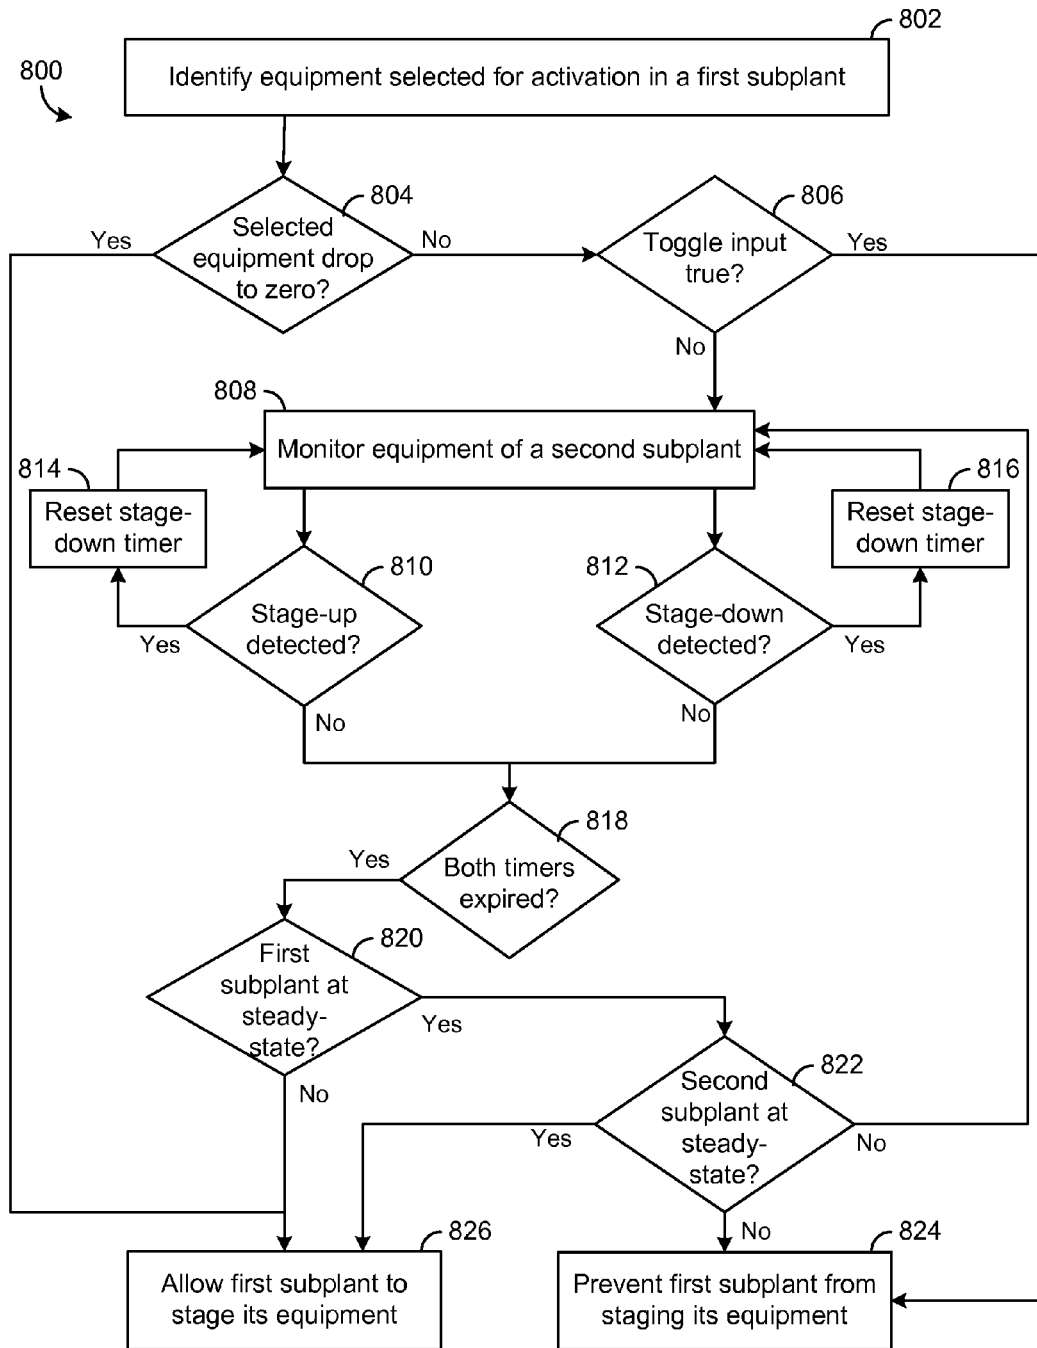 802
800
Identify equipment selected for activation in a first subplant
804
806
Yes
Selected
equipment drop
to zero?
No
Toggle input
true?
Yes
No
808
Monitor equipment of a second subplant
814
Reset stage-
down timer
816
Reset stage-
down timer
810
Stage-up
detected?
Yes
No
812
Stage-down
detected?
Yes
No
818
Both timers
expired?
Yes
820
First
subplant at
steady-
state?
Yes
No
822
Second
subplant at
steady-
state?
Yes
No
No
826
Allow first subplant to
stage its equipment
824
Prevent first subplant from
staging its equipment